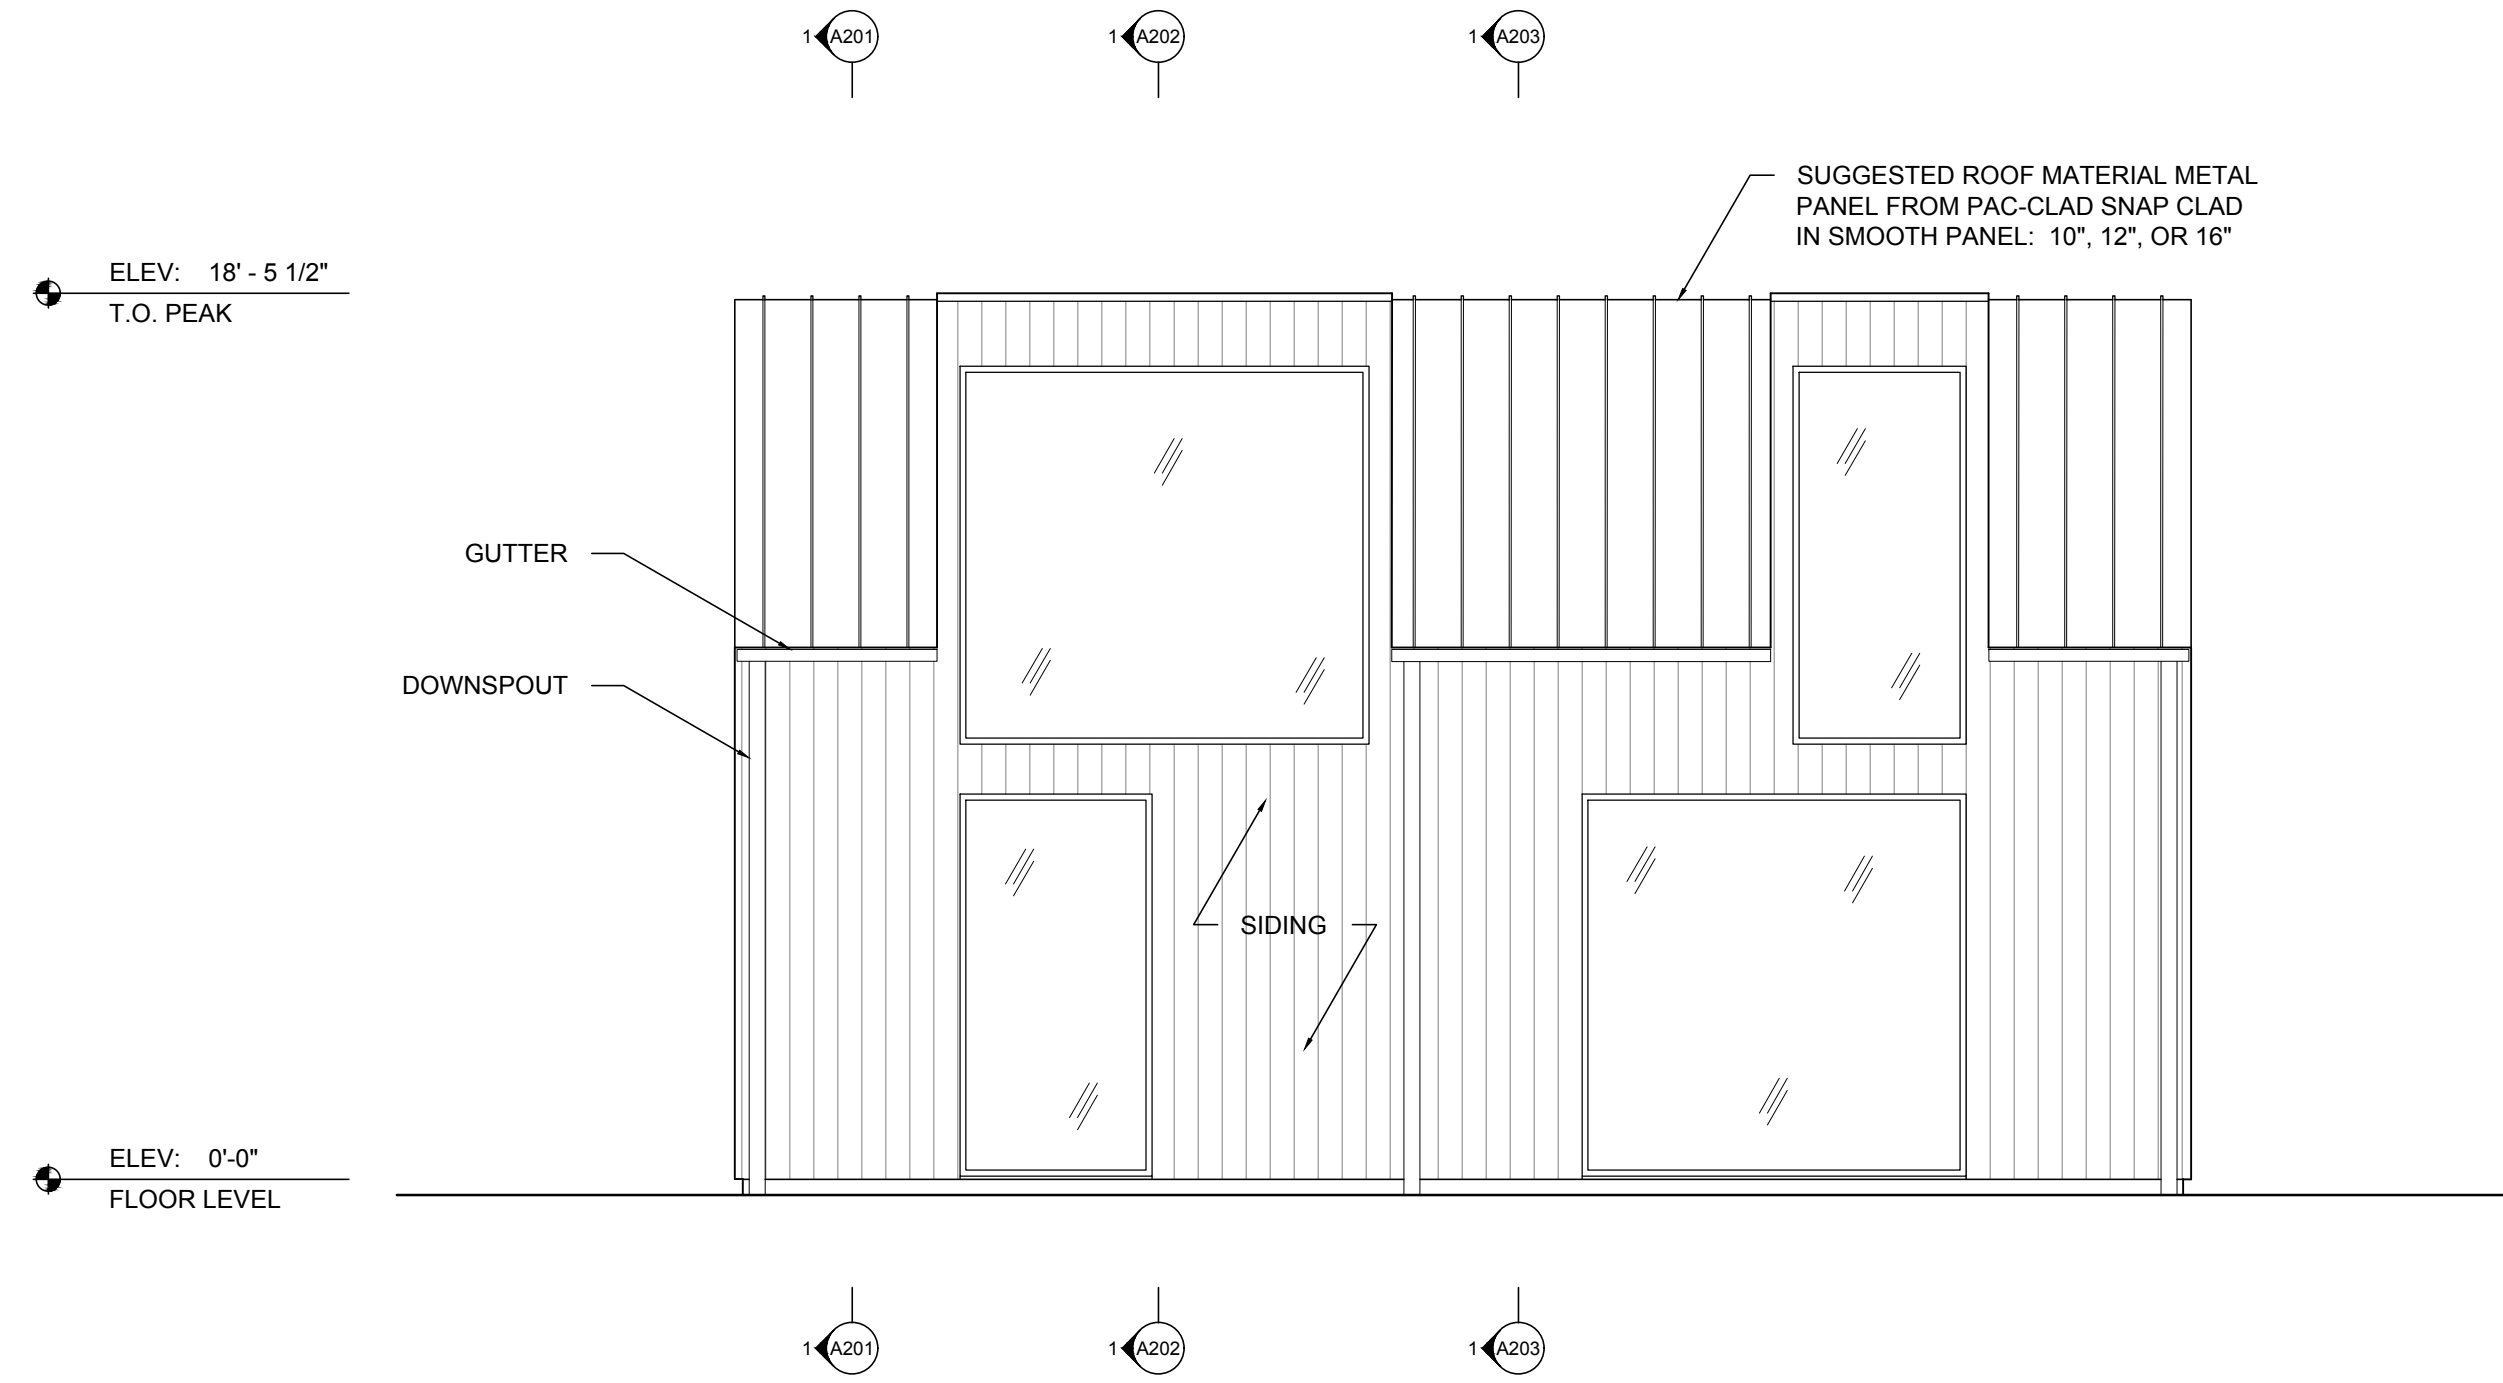 1 A201
1 A202
1 A203
SUGGESTED ROOF MATERIAL METAL
PANEL FROM PAC-CLAD SNAP CLAD
IN SMOOTH PANEL:  10", 12", OR 16"
ELEV:    18' - 5 1/2"
T.O. PEAK
GUTTER
DOWNSPOUT
SIDING
ELEV:    0'-0"
FLOOR LEVEL
1 A201
1 A202
1 A203